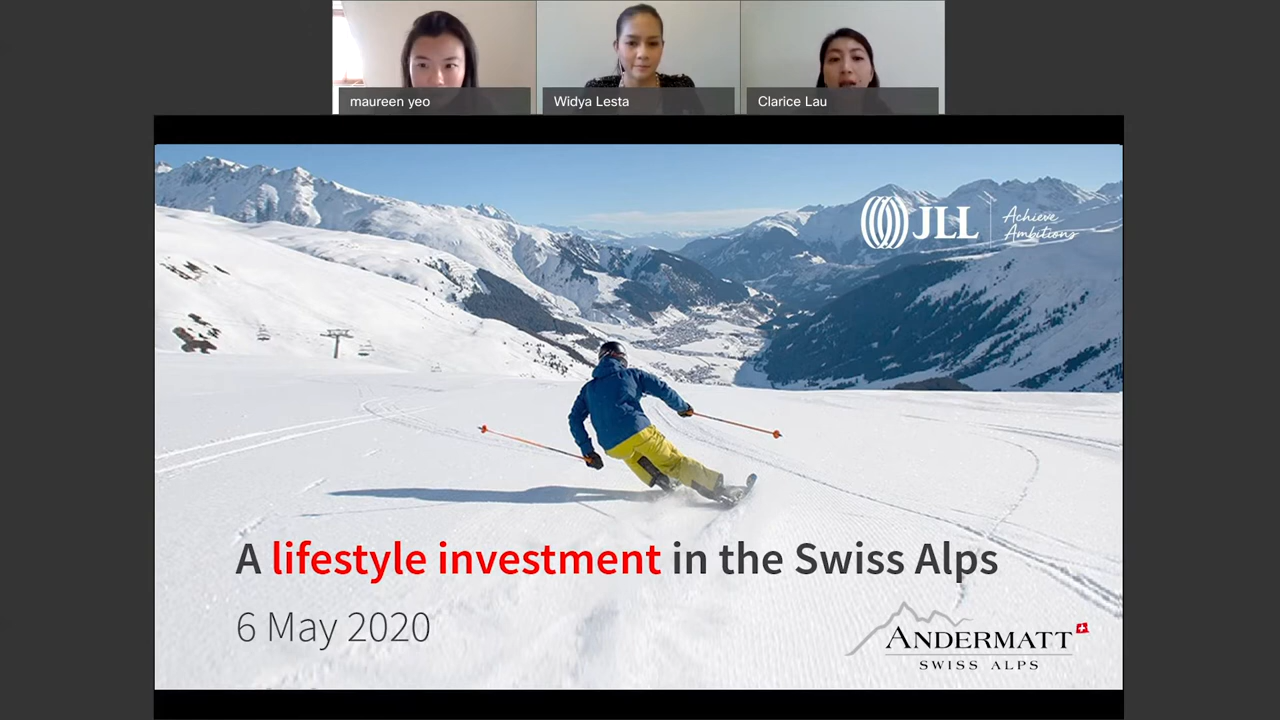 maureen yeo
Widya Lesta
Clarice Lau
JLL
Achieve
Ambitions
A lifestyle investment in the Swiss Alps
6 May 2020
ANDERMATT
SWISS ALPS